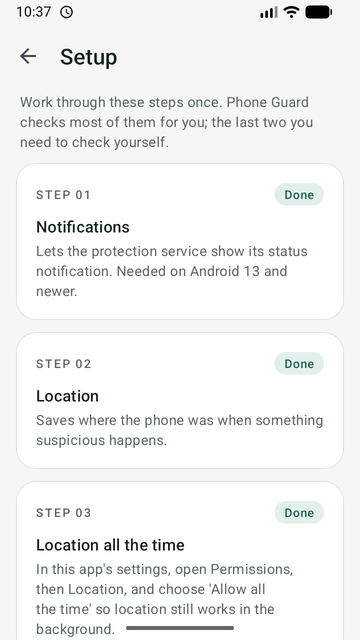 10:37
Setup
Work through these steps once. Phone Guard
checks most of them for you; the last two you
need to check yourself.
STEP 01
Done
Notifications
Lets the protection service show its status
notification. Needed on Android 13 and
newer.
STEP 02
Done
Location
Saves where the phone was when something
suspicious happens.
STEP 03
Done
Location all the time
In this app's settings, open Permissions,
then Location, and choose 'Allow all
the time' so location still works in the
background.